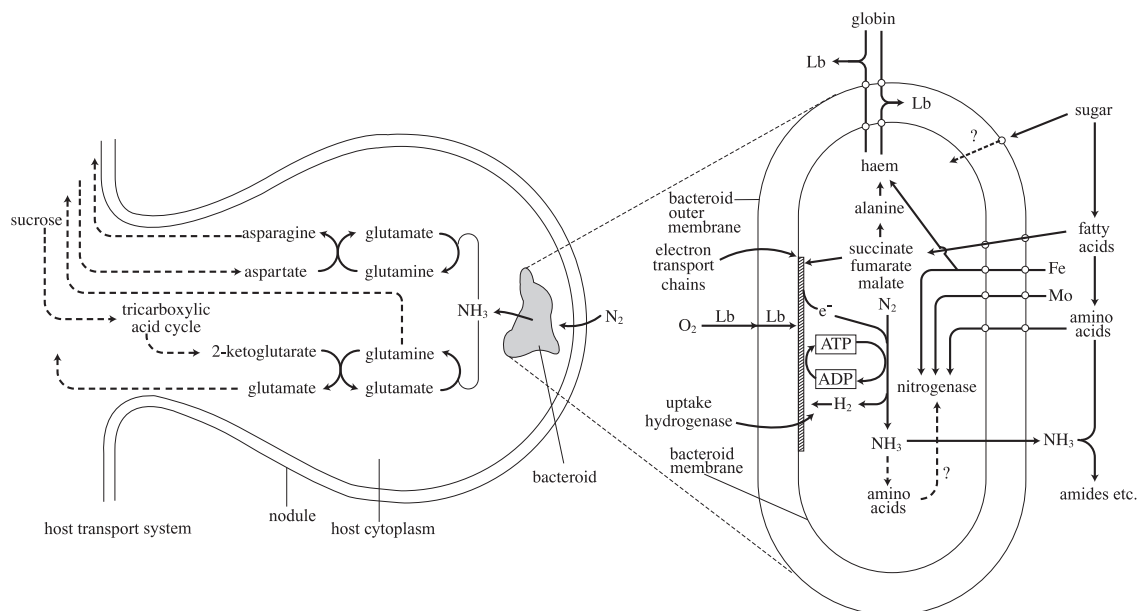 globin
Lb
Lb
sugar
?
haem
bacteroid
outer
membrane
alanine
sucrose
asparagine
glutamate
electron
transport
chains
succinate
fumarate
malate
fatty
acids
aspartate
glutamine
Fe
N2
e-
Mo
tricarboxylic
acid cycle
NH3
N2
O2
Lb
Lb
amino
acids
ATP
2-ketoglutarate
glutamine
ADP
nitrogenase
glutamate
glutamate
H2
uptake
hydrogenase
NH3
NH3
bacteroid
membrane
bacteroid
?
amino
acids
amides etc.
nodule
host transport system
host cytoplasm